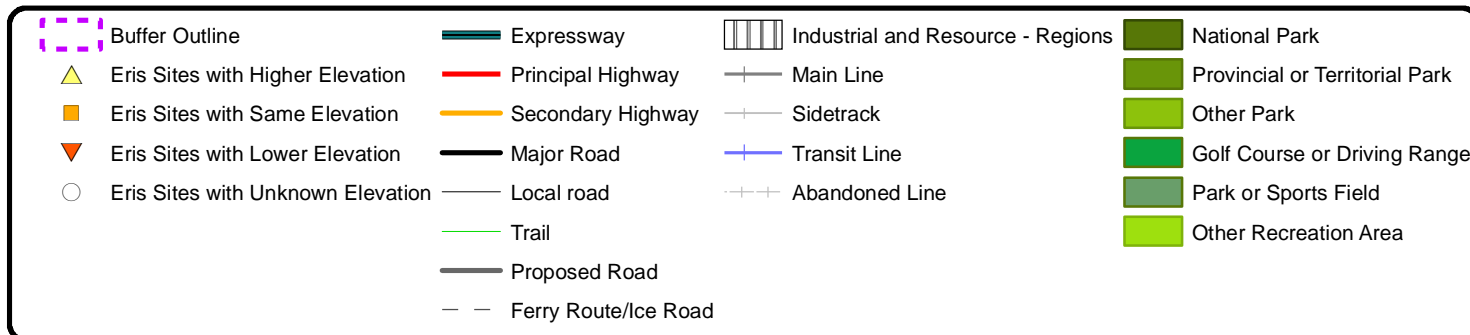 Buffer Outline
Eris Sites with Higher Elevation
Eris Sites with Same Elevation
Eris Sites with Lower Elevation
Eris Sites with Unknown Elevation
Expressway
Principal Highway
Secondary Highway
Major Road
Local road
Trail
Proposed Road
Ferry Route/Ice Road
Industrial and Resource - Regions
Main Line
Sidetrack
Transit Line
Abandoned Line
National Park
Provincial or Territorial Park
Other Park
Golf Course or Driving Range
Park or Sports Field
Other Recreation Area